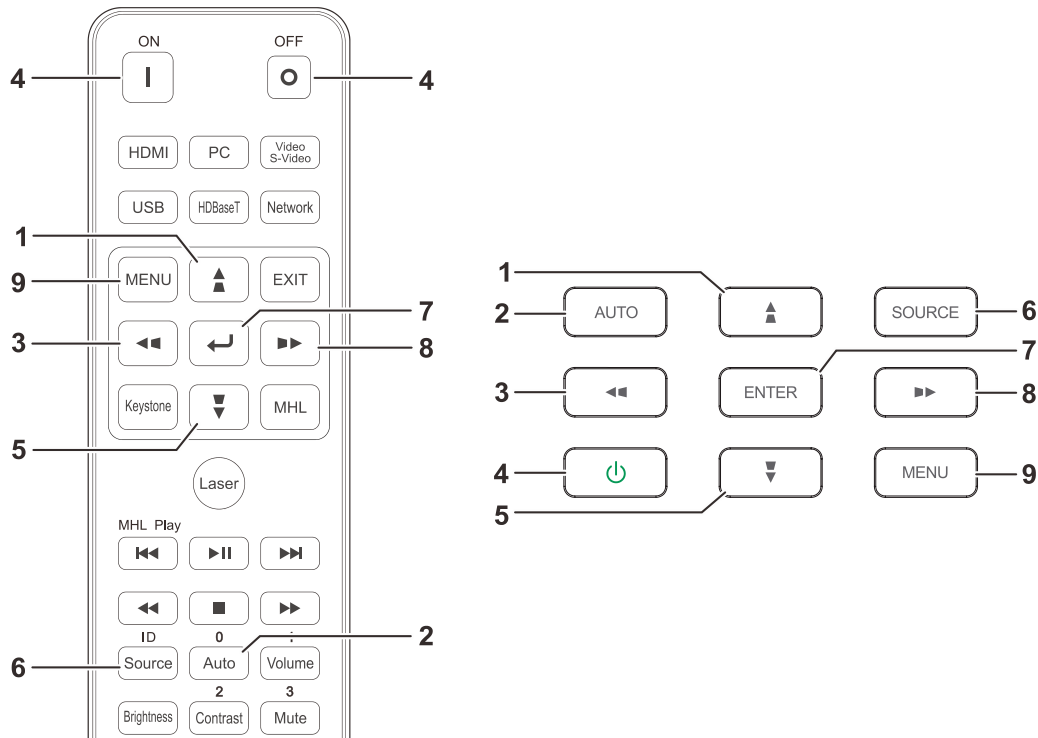 ON OFF
4 4
HDMI PC Video
S-Video
USB HDBaseT Network
1
9 MENU EXIT
7
3 8
Keystone MHL
5
Laser
MHL Play
ID 0
2
6 Source Auto Volume
2 3
Brightness Contrast Mute
1
2 AUTO SOURCE 6
7
3 ENTER 8
4 MENU 9
5